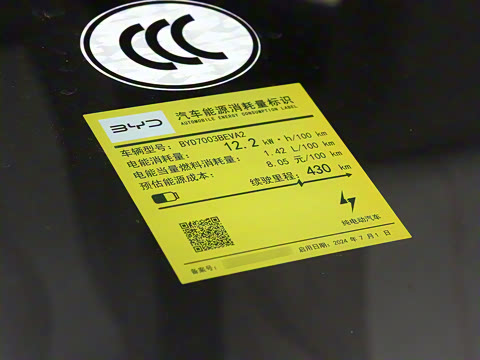 CCC
BYD
汽车能源消耗量标识
AUTOMOBILE ENERGY CONSUMPTION LABEL
车辆型号: BYD7003BEVA2
电能消耗量: 12.2 kW·h/100 km
电能当量燃料消耗量: 1.42 L/100 km
预估能源成本: 8.05 元/100 km
续驶里程: 430 km
纯电动汽车
备案号:
启用日期: 2024 年 7 月 1 日